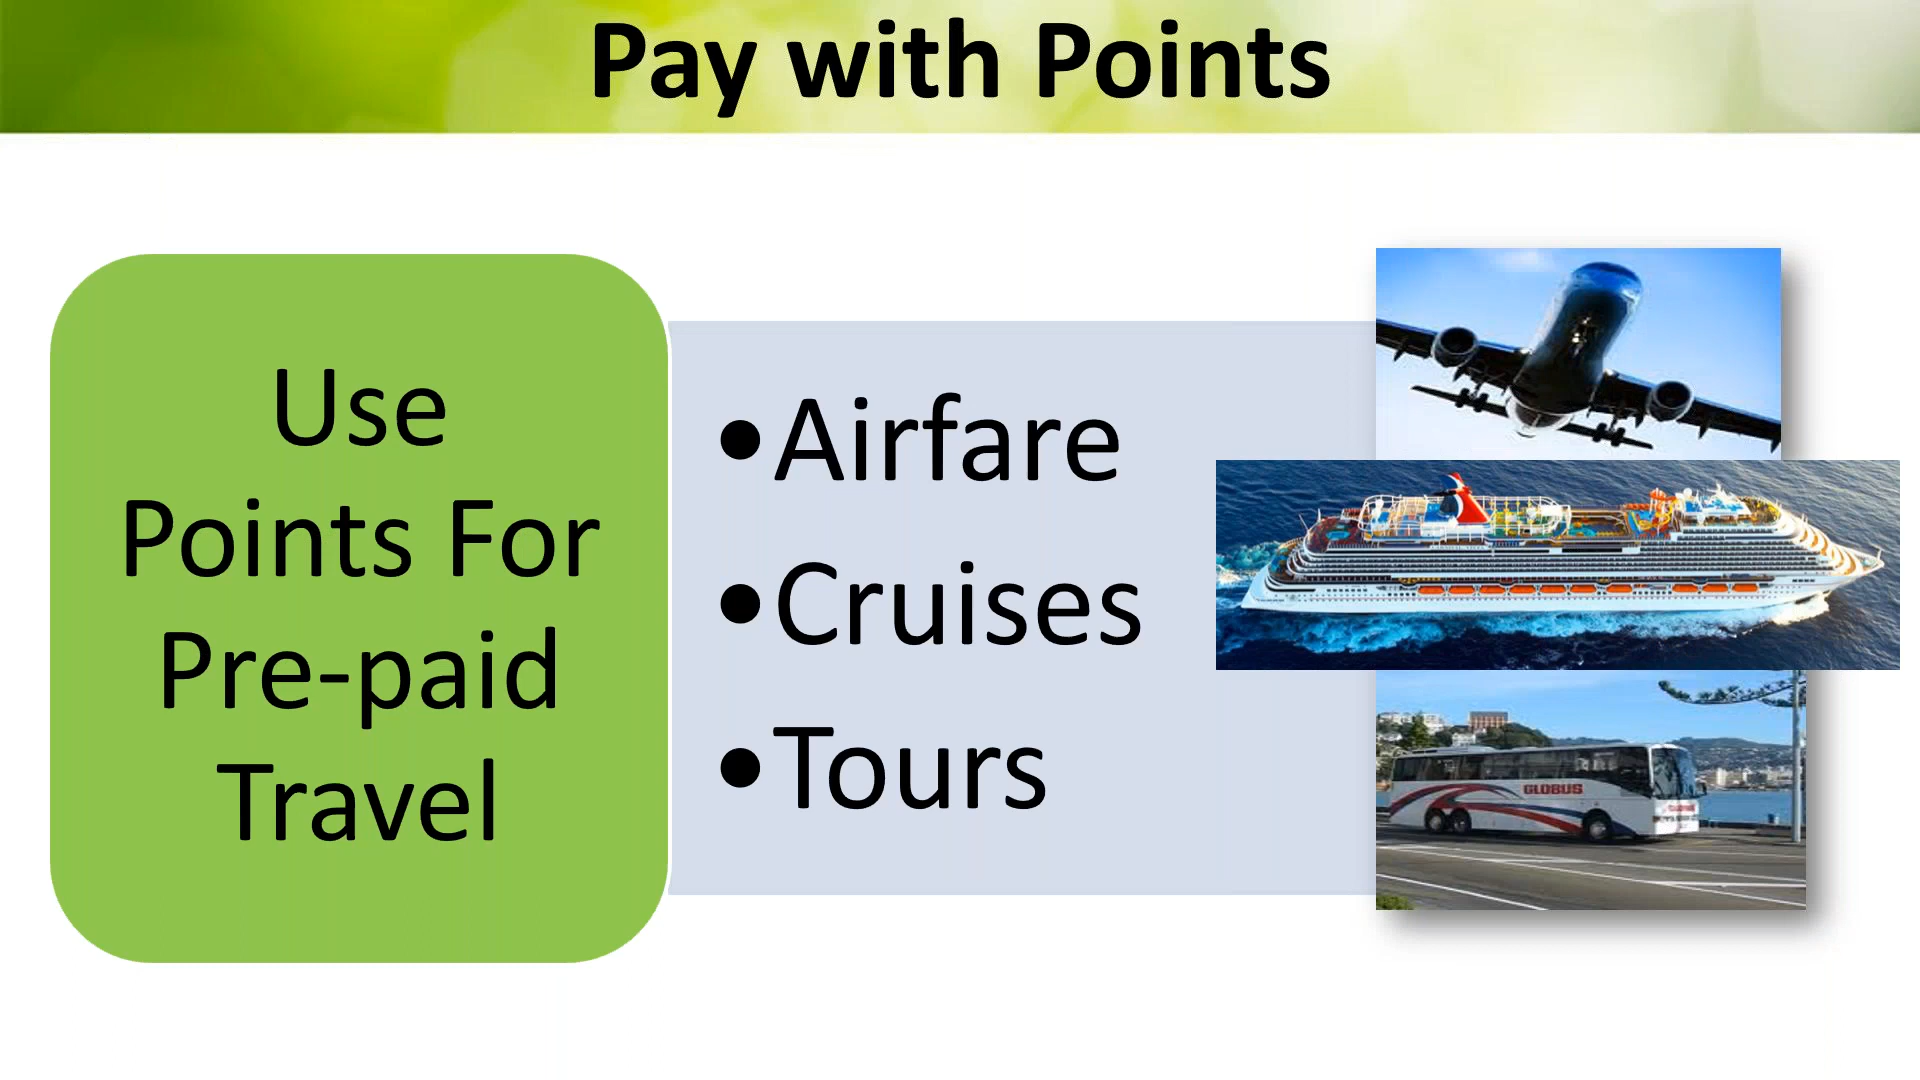 Pay with Points
Use
Points For
Pre-paid
Travel
•Airfare
•Cruises
•Tours
GLOBUS